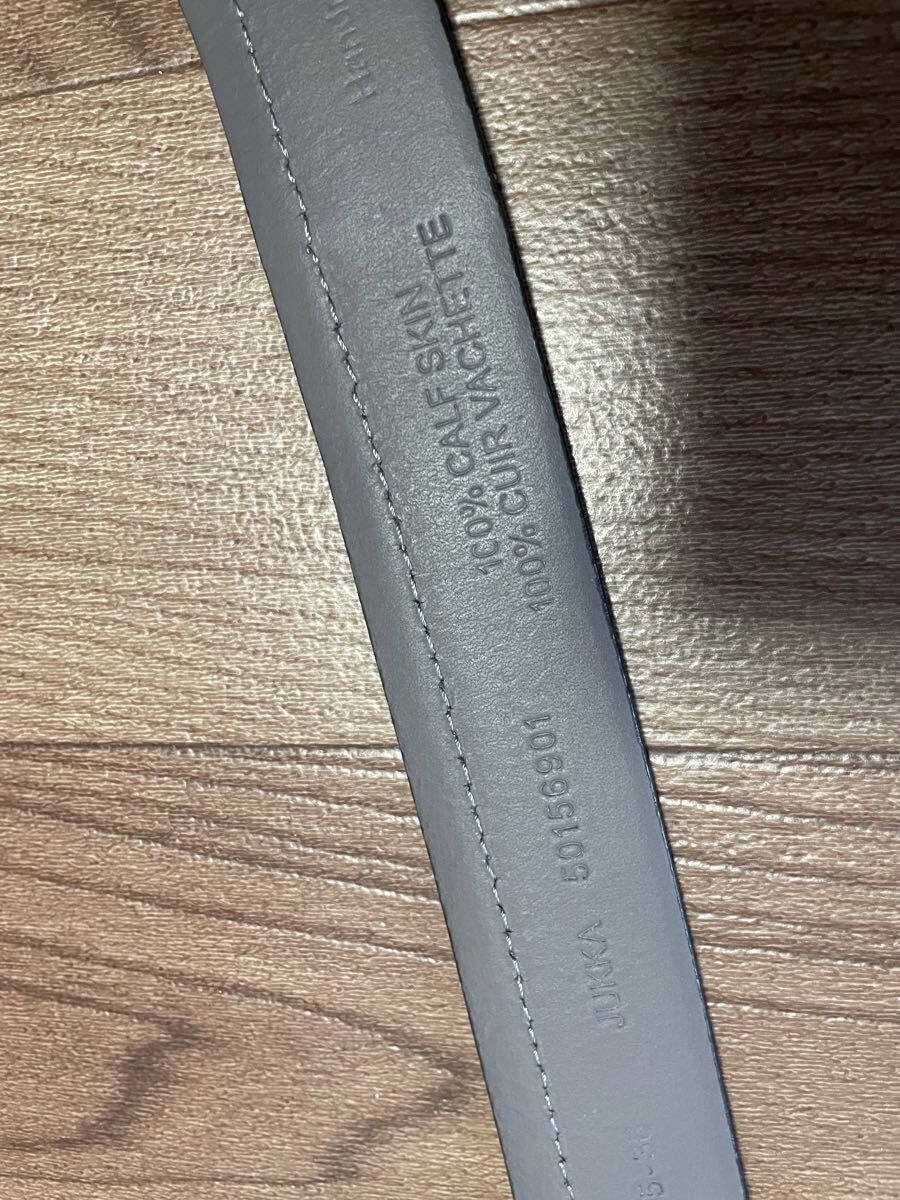 100% CALF SKIN
100% CUIR VACHETTE
50156901
JUKKA